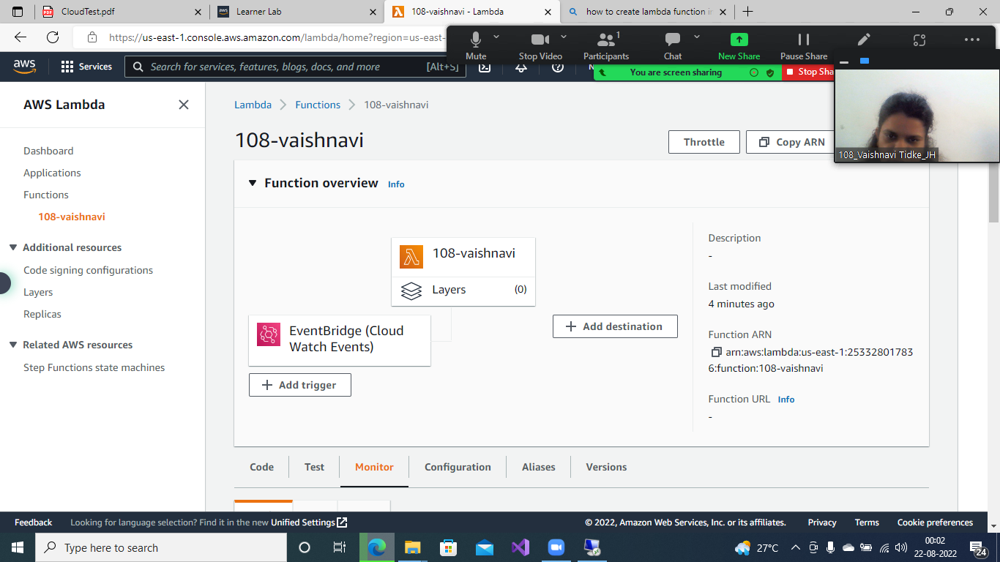 CloudTest.pdf
Learner Lab
108-vaishnavi - Lambda
how to create lambda function in
https://us-east-1.console.aws.amazon.com/lambda/home?region=us-east-
1
Mute
Stop Video
Participants
Chat
New Share
Pause Share
You are screen sharing
Stop Sha
aws
Services
Search for services, features, blogs, docs, and more
[Alt+S]
108_Vaishnavi Tidke_JH
AWS Lambda
Dashboard
Applications
Functions
108-vaishnavi
Additional resources
Code signing configurations
Layers
Replicas
Related AWS resources
Step Functions state machines
Lambda
Functions
108-vaishnavi
108-vaishnavi
Throttle
Copy ARN
Function overview
Info
108-vaishnavi
Layers
(0)
EventBridge (Cloud
Watch Events)
Add trigger
Add destination
Description
-
Last modified
4 minutes ago
Function ARN
arn:aws:lambda:us-east-1:25332801783
6:function:108-vaishnavi
Function URL
Info
-
Code
Test
Monitor
Configuration
Aliases
Versions
Feedback
Looking for language selection? Find it in the new Unified Settings
© 2022, Amazon Web Services, Inc. or its affiliates.
Privacy
Terms
Cookie preferences
Type here to search
27°C
00:02
22-08-2022
24